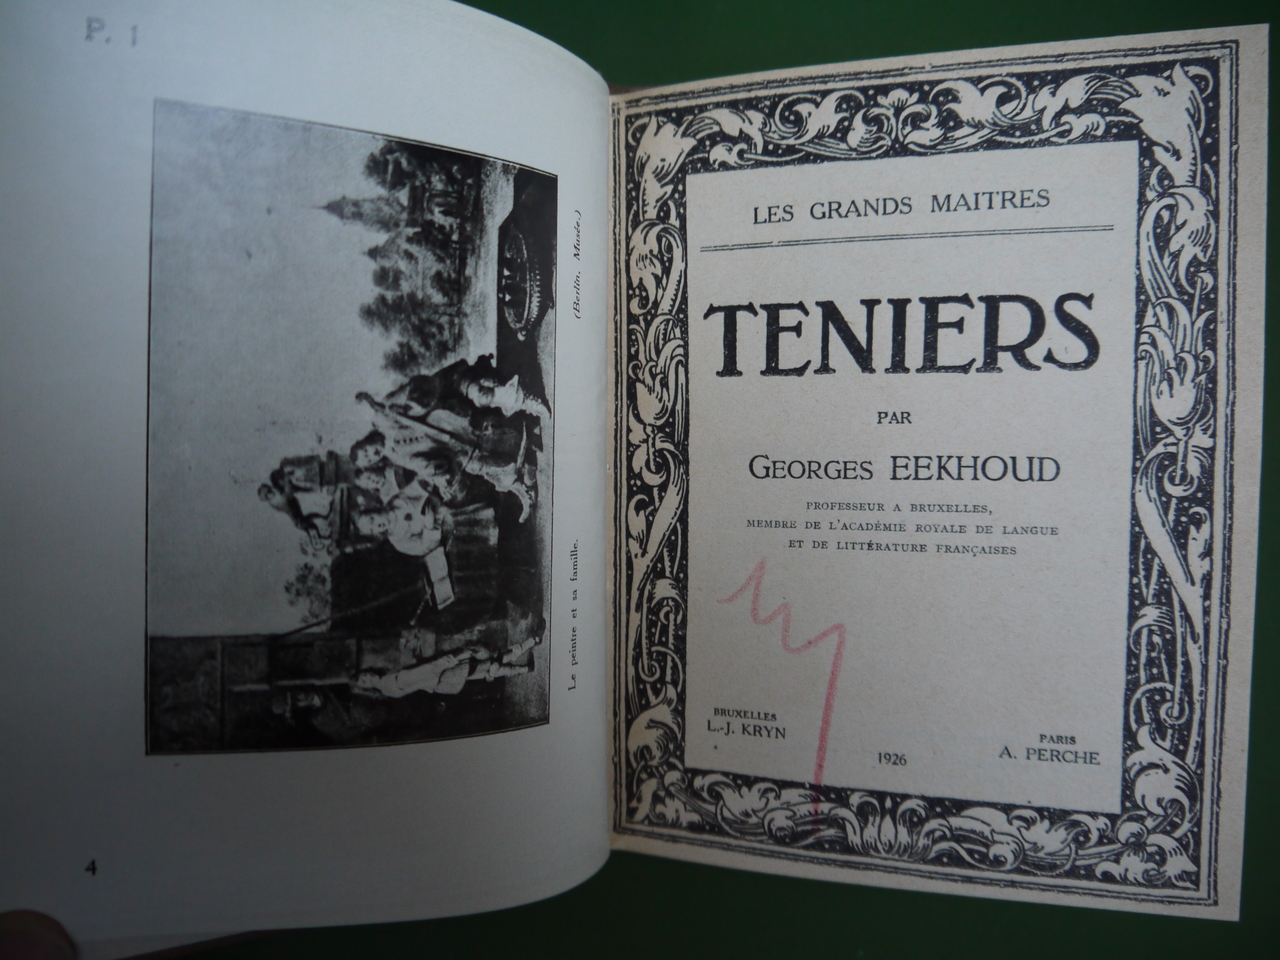 P. 1
(Berlin. Musée.)
Le peintre et sa famille.
4
LES GRANDS MAITRES
TENIERS
PAR
GEORGES EEKHOUD
PROFESSEUR A BRUXELLES,
MEMBRE DE L'ACADÉMIE ROYALE DE LANGUE
ET DE LITTÉRATURE FRANÇAISES
BRUXELLES
L.-J. KRYN
1926
PARIS
A. PERCHE